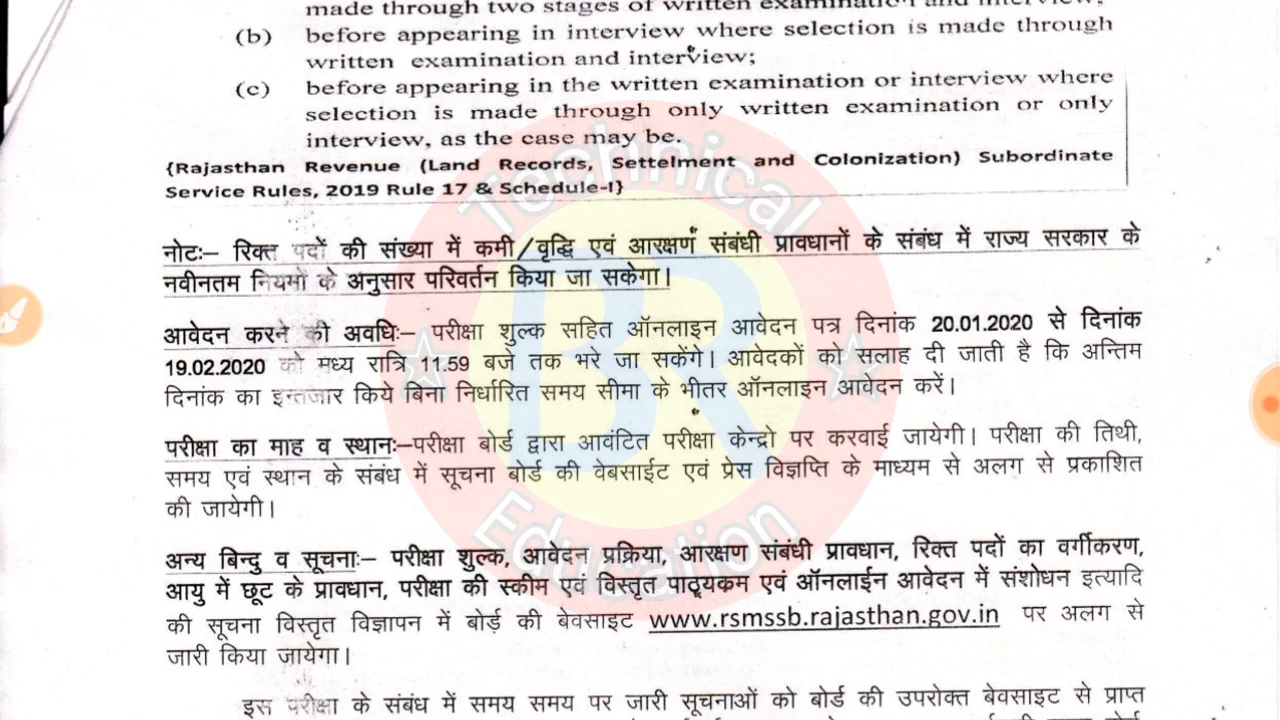 made through two stages of written examination and interview;
(b) before appearing in interview where selection is made through
written examination and interview;
(c) before appearing in the written examination or interview where
selection is made through only written examination or only
interview, as the case may be.
{Rajasthan Revenue (Land Records, Settelment and Colonization) Subordinate
Service Rules, 2019 Rule 17 & Schedule-I}
नोटः– रिक्त पदों की संख्या में कमी/वृद्धि एवं आरक्षण संबंधी प्रावधानों के संबंध में राज्य सरकार के
नवीनतम नियमों के अनुसार परिवर्तन किया जा सकेगा।
आवेदन करने की अवधिः– परीक्षा शुल्क सहित ऑनलाइन आवेदन पत्र दिनांक 20.01.2020 से दिनांक
19.02.2020 को मध्य रात्रि 11.59 बजे तक भरे जा सकेंगे। आवेदकों को सलाह दी जाती है कि अन्तिम
दिनांक का इन्तजार किये बिना निर्धारित समय सीमा के भीतर ऑनलाइन आवेदन करें।
परीक्षा का माह व स्थानः–परीक्षा बोर्ड द्वारा आवंटित परीक्षा केन्द्रो पर करवाई जायेगी। परीक्षा की तिथी,
समय एवं स्थान के संबंध में सूचना बोर्ड की वेबसाईट एवं प्रेस विज्ञप्ति के माध्यम से अलग से प्रकाशित
की जायेगी।
अन्य बिन्दु व सूचनाः– परीक्षा शुल्क, आवेदन प्रक्रिया, आरक्षण संबंधी प्रावधान, रिक्त पदों का वर्गीकरण,
आयु में छूट के प्रावधान, परीक्षा की स्कीम एवं विस्तृत पाठ्यकम एवं ऑनलाईन आवेदन में संशोधन इत्यादि
की सूचना विस्तृत विज्ञापन में बोर्ड की बेवसाइट www.rsmssb.rajasthan.gov.in पर अलग से
जारी किया जायेगा।
इस परीक्षा के संबंध में समय समय पर जारी सूचनाओं को बोर्ड की उपरोक्त बेवसाइट से प्राप्त
Technical
BR
Education